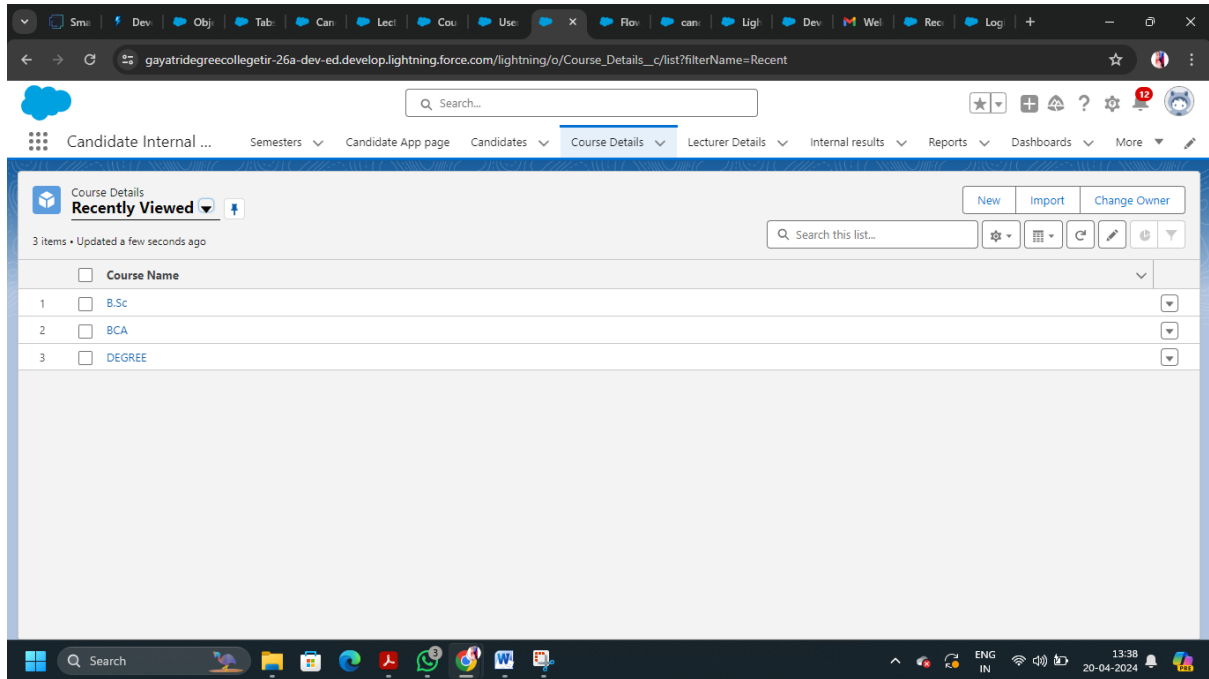 Sma Dev Obj Tab Can Lect Cou Use Flov canc Ligh Dev Wel Rec Logi
gayatridegreecollegetir-26a-dev-ed.develop.lightning.force.com/lightning/o/Course_Details__c/list?filterName=Recent
Search...
12
Candidate Internal ... Semesters Candidate App page Candidates Course Details Lecturer Details Internal results Reports Dashboards More
Course Details
Recently Viewed
New Import Change Owner
3 items • Updated a few seconds ago
Search this list...
Course Name
1 B.Sc
2 BCA
3 DEGREE
Search
3
ENG
IN
13:38
20-04-2024
PRE